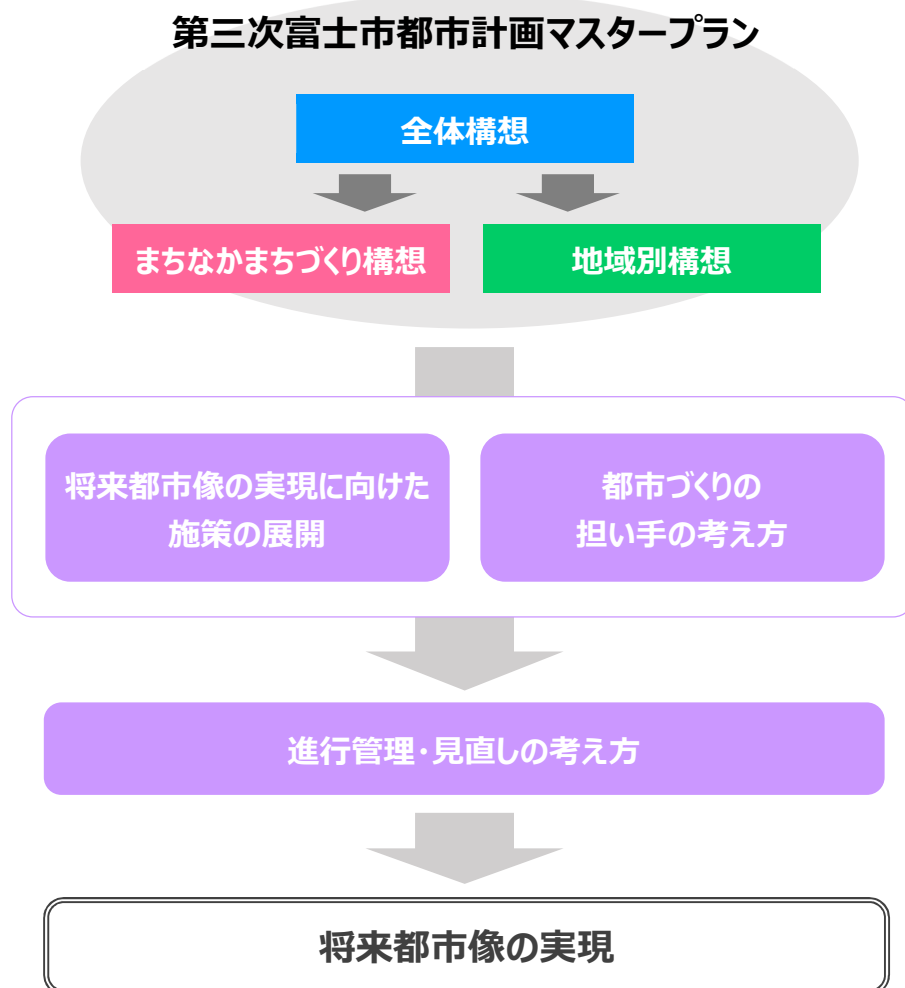 第三次富士市都市計画マスタープラン
全体構想
まちなかまちづくり構想
地域別構想
将来都市像の実現に向けた
施策の展開
都市づくりの
担い手の考え方
進行管理・見直しの考え方
将来都市像の実現